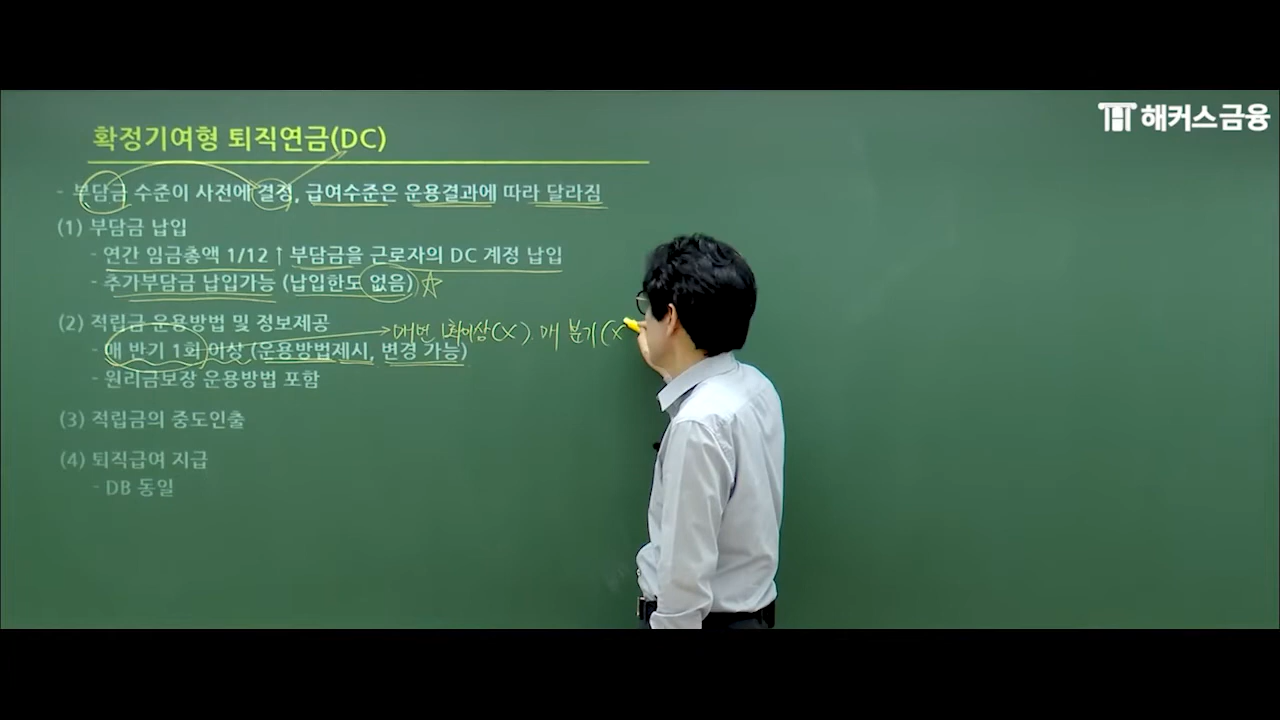 해커스금융
확정기여형 퇴직연금(DC)
- 부담금 수준이 사전에 결정, 급여수준은 운용결과에 따라 달라짐
(1) 부담금 납입
- 연간 임금총액 1/12 ↑ 부담금을 근로자의 DC 계정 납입
- 추가부담금 납입가능 (납입한도 없음) ☆
(2) 적립금 운용방법 및 정보제공
→ 매년 1회이상(X). 매 분기(X
- 매 반기 1회 이상 (운용방법제시, 변경 가능)
- 원리금보장 운용방법 포함
(3) 적립금의 중도인출
(4) 퇴직급여 지급
- DB 동일